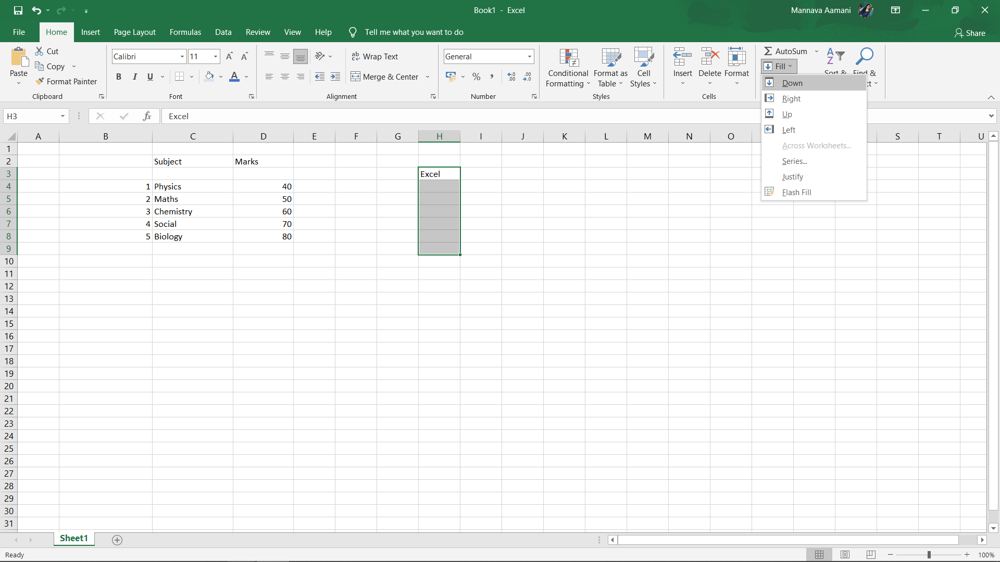 Book1 - Excel
Mannava Aamani
File Home Insert Page Layout Formulas Data Review View Help Tell me what you want to do Share
Paste
Cut
Copy
Format Painter
Clipboard
Calibri 11
B I U
Font
Wrap Text
Merge & Center
Alignment
General
Number
Conditional Formatting
Format as Table
Cell Styles
Styles
Insert Delete Format
Cells
AutoSum
Fill
Down
Right
Up
Left
Across Worksheets...
Series...
Justify
Flash Fill
H3 fx Excel
A B C D E F G H I J K L M N O S T U
1
2 Subject Marks
3 Excel
4 1 Physics 40
5 2 Maths 50
6 3 Chemistry 60
7 4 Social 70
8 5 Biology 80
9
10
11
12
13
14
15
16
17
18
19
20
21
22
23
24
25
26
27
28
29
30
31
Sheet1
Ready 100%